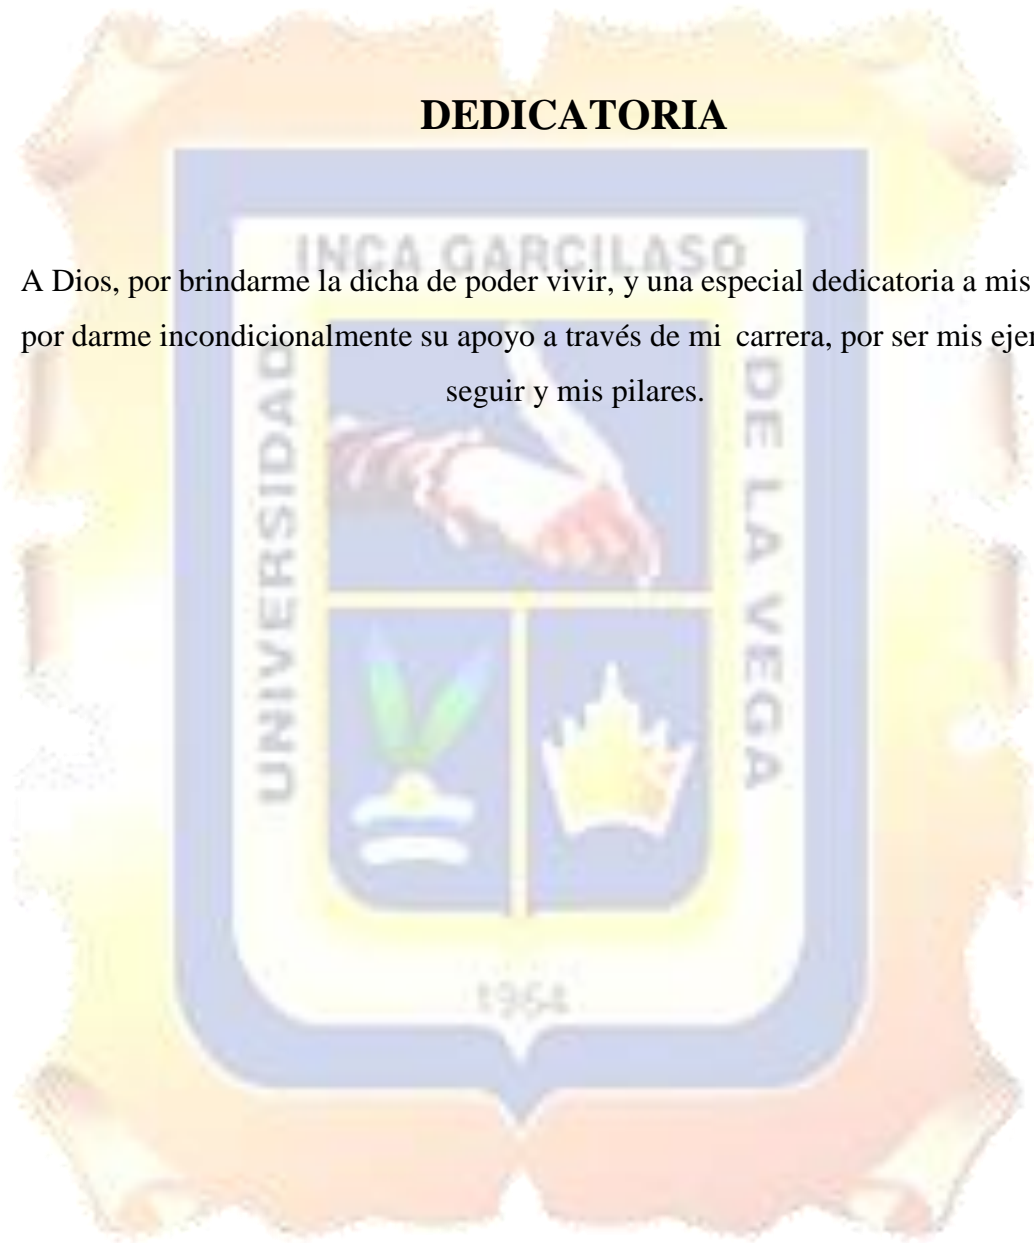 DEDICATORIA
INCA GARCILASO
A Dios, por brindarme la dicha de poder vivir, y una especial dedicatoria a mis
por darme incondicionalmente su apoyo a través de mi carrera, por ser mis
seguir y mis pilares.
UNIVERSIDAD
DE LA VEGA
1964